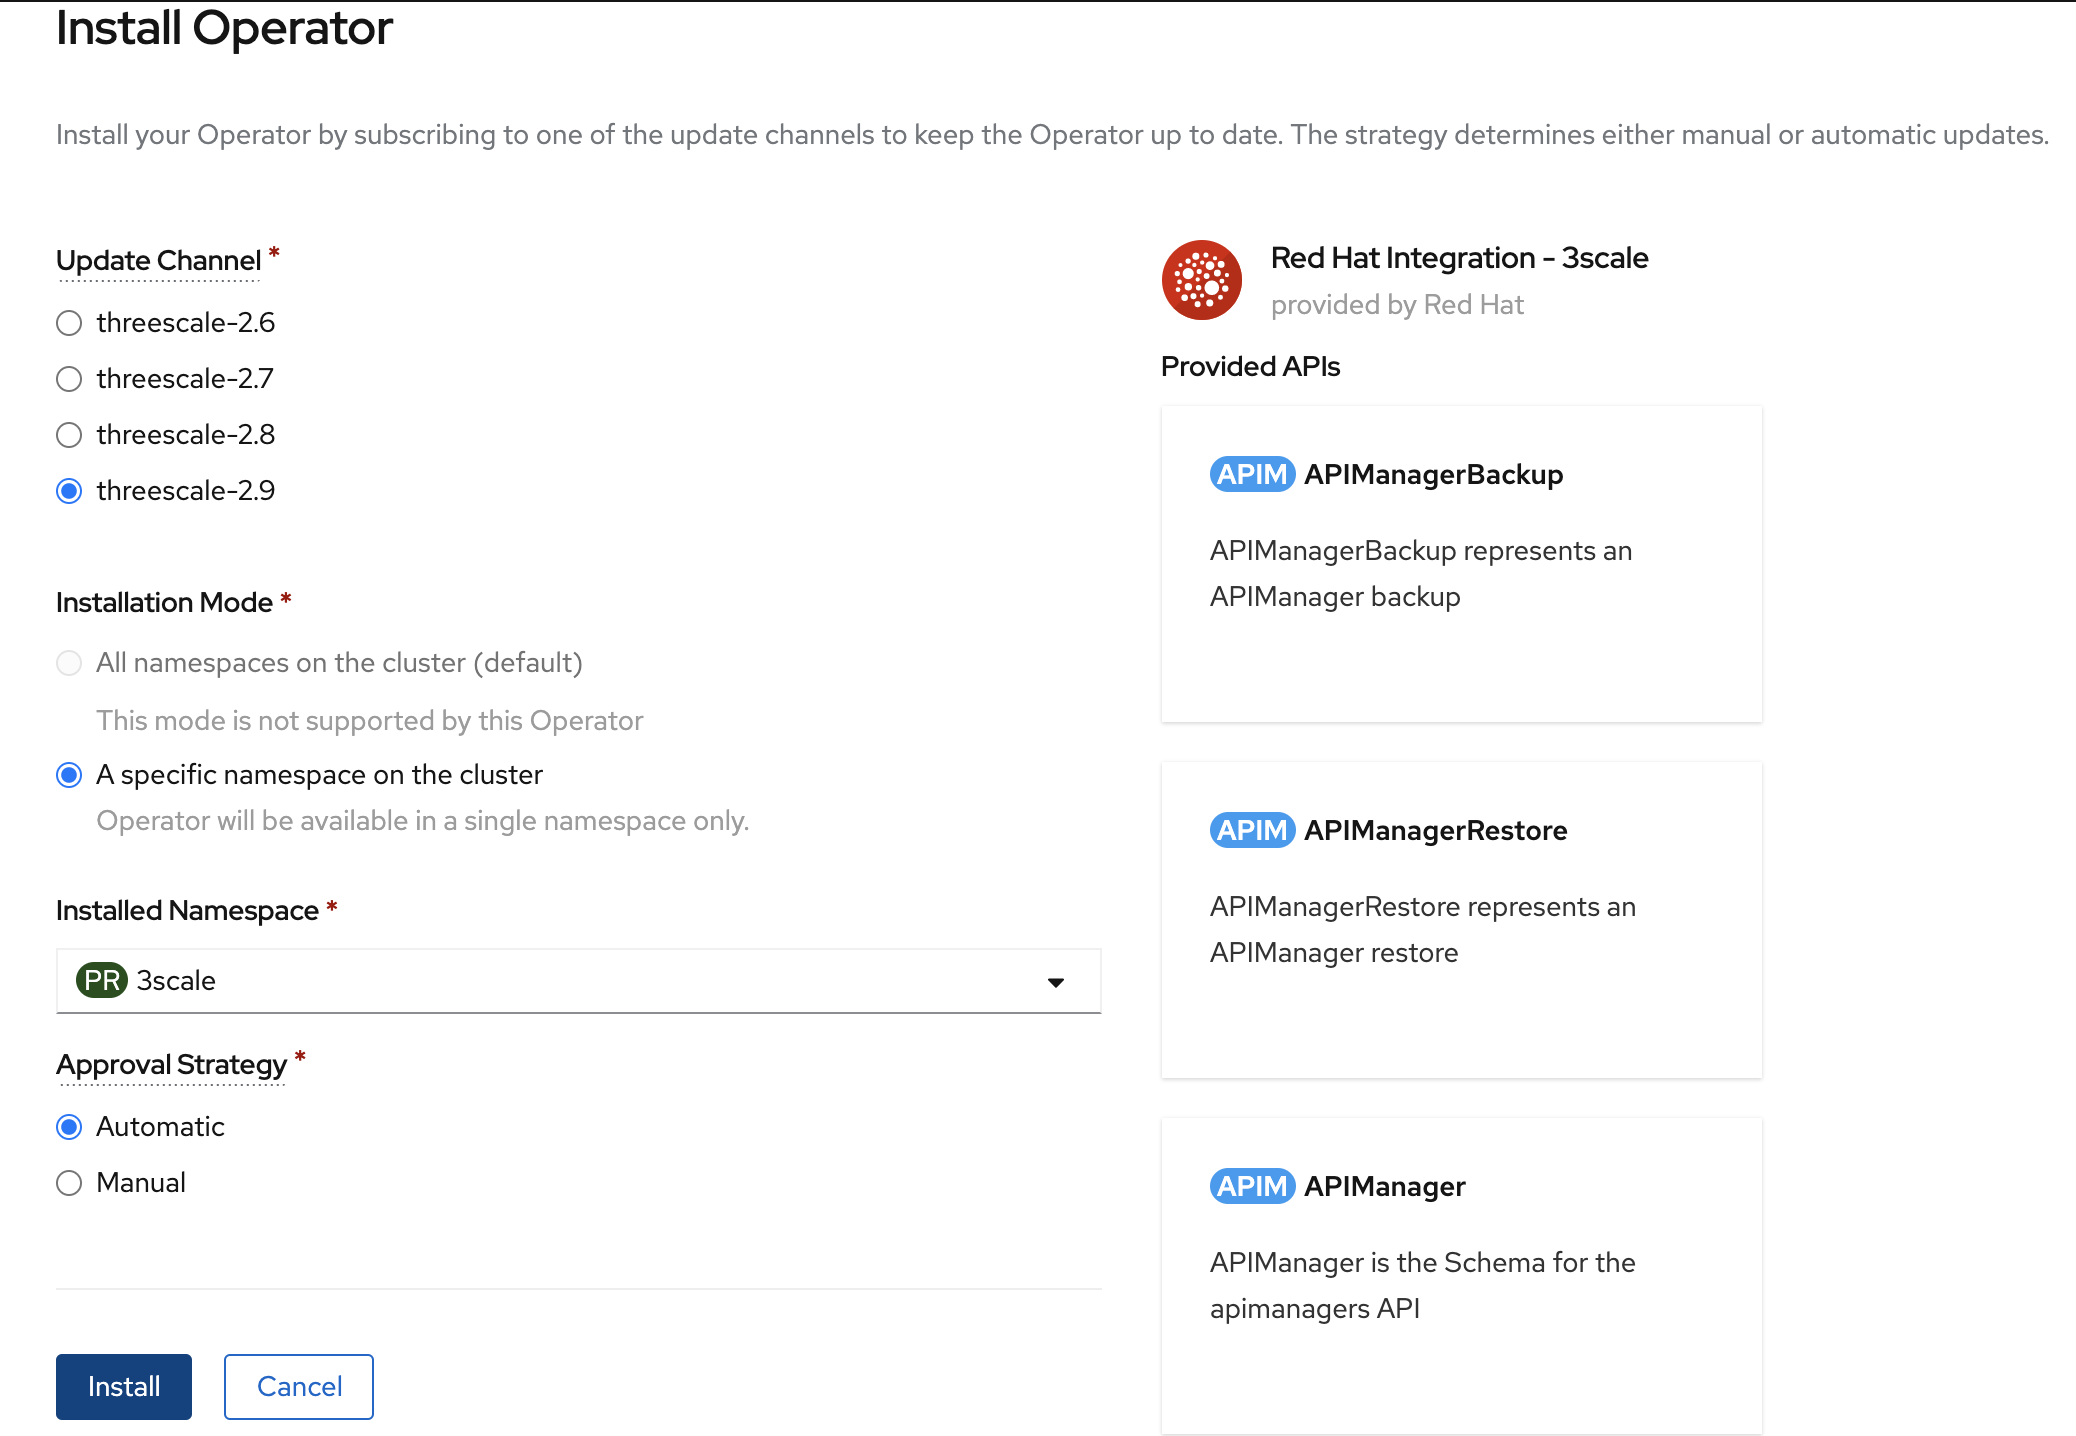 Install Operator
Install your Operator by subscribing to one of the update channels to keep the Operator up to date. The strategy determines either manual or automatic updates.
Update Channel *
threescale-2.6
threescale-2.7
threescale-2.8
threescale-2.9
Installation Mode *
All namespaces on the cluster (default)
This mode is not supported by this Operator
A specific namespace on the cluster
Operator will be available in a single namespace only.
Installed Namespace *
PR 3scale
Approval Strategy *
Automatic
Manual
Install
Cancel
Red Hat Integration - 3scale
provided by Red Hat
Provided APIs
APIM APIManagerBackup
APIManagerBackup represents an
APIManager backup
APIM APIManagerRestore
APIManagerRestore represents an
APIManager restore
APIM APIManager
APIManager is the Schema for the
apimanagers API